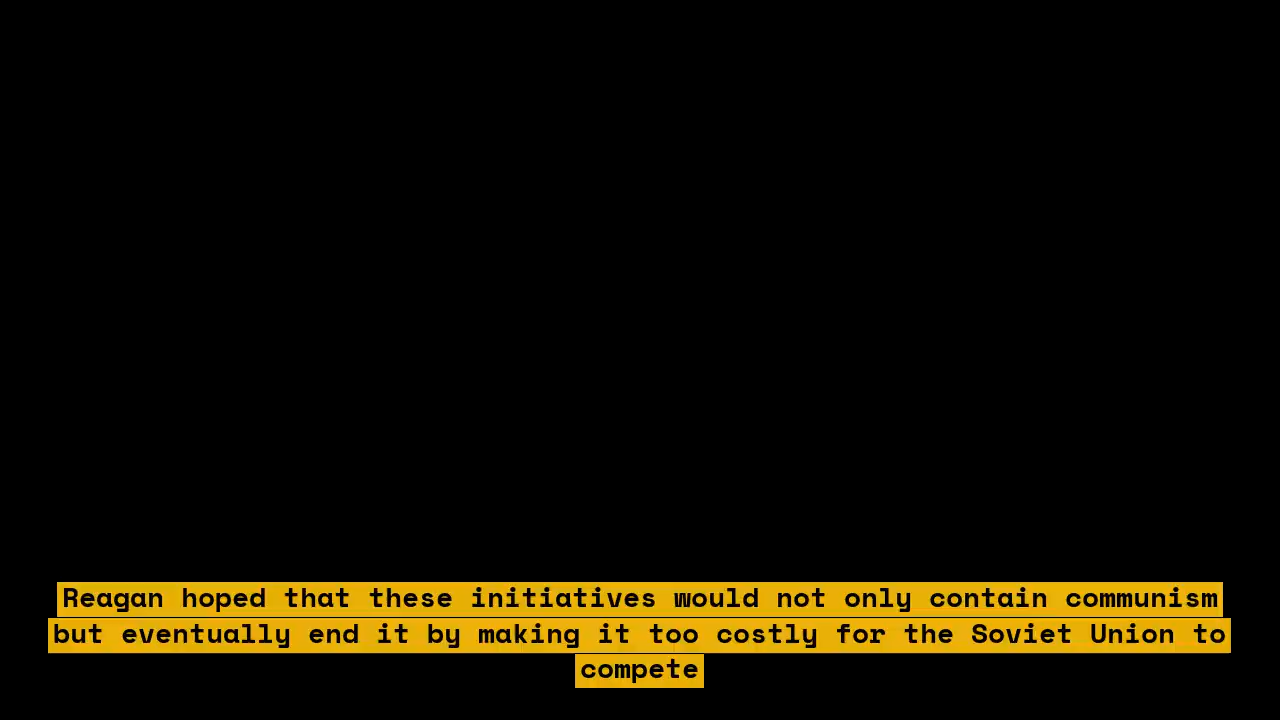 Reagan hoped that these initiatives would not only contain communism
but eventually end it by making it too costly for the Soviet Union to
compete